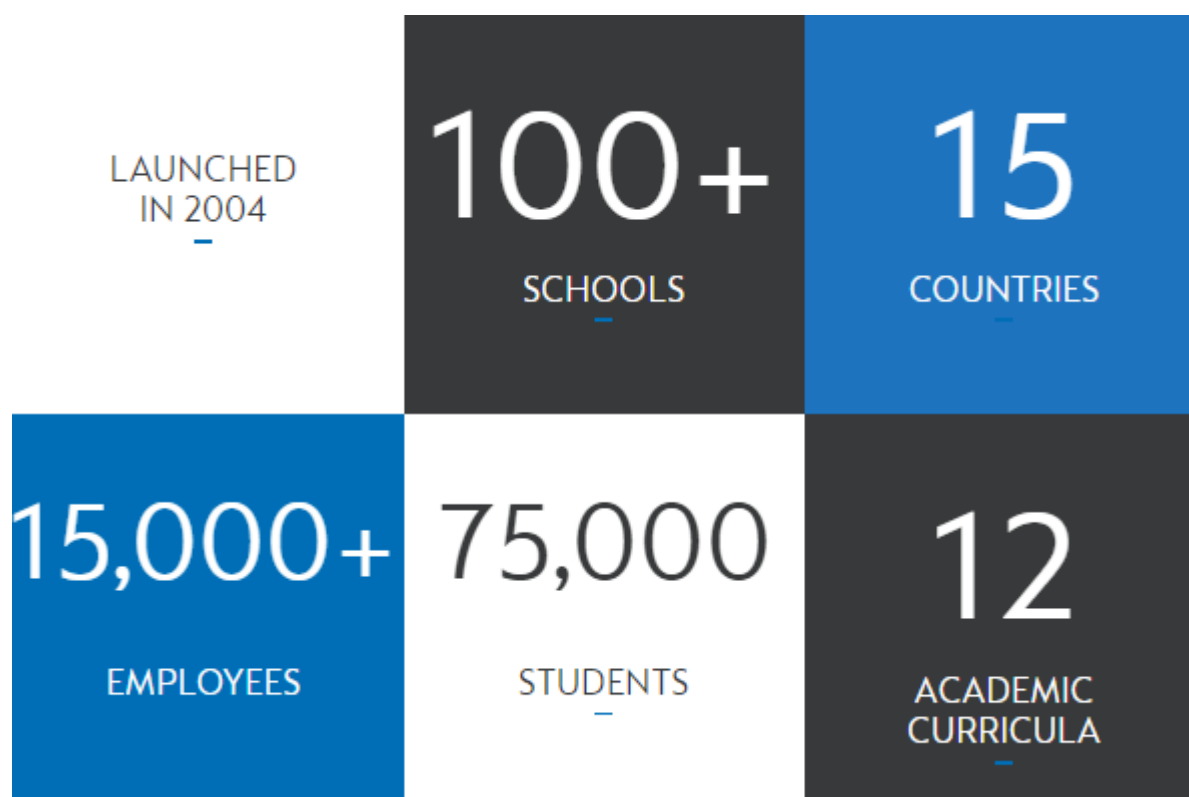 LAUNCHED
IN 2004
100+
SCHOOLS
15
COUNTRIES
15,000+
EMPLOYEES
75,000
STUDENTS
12
ACADEMIC
CURRICULA